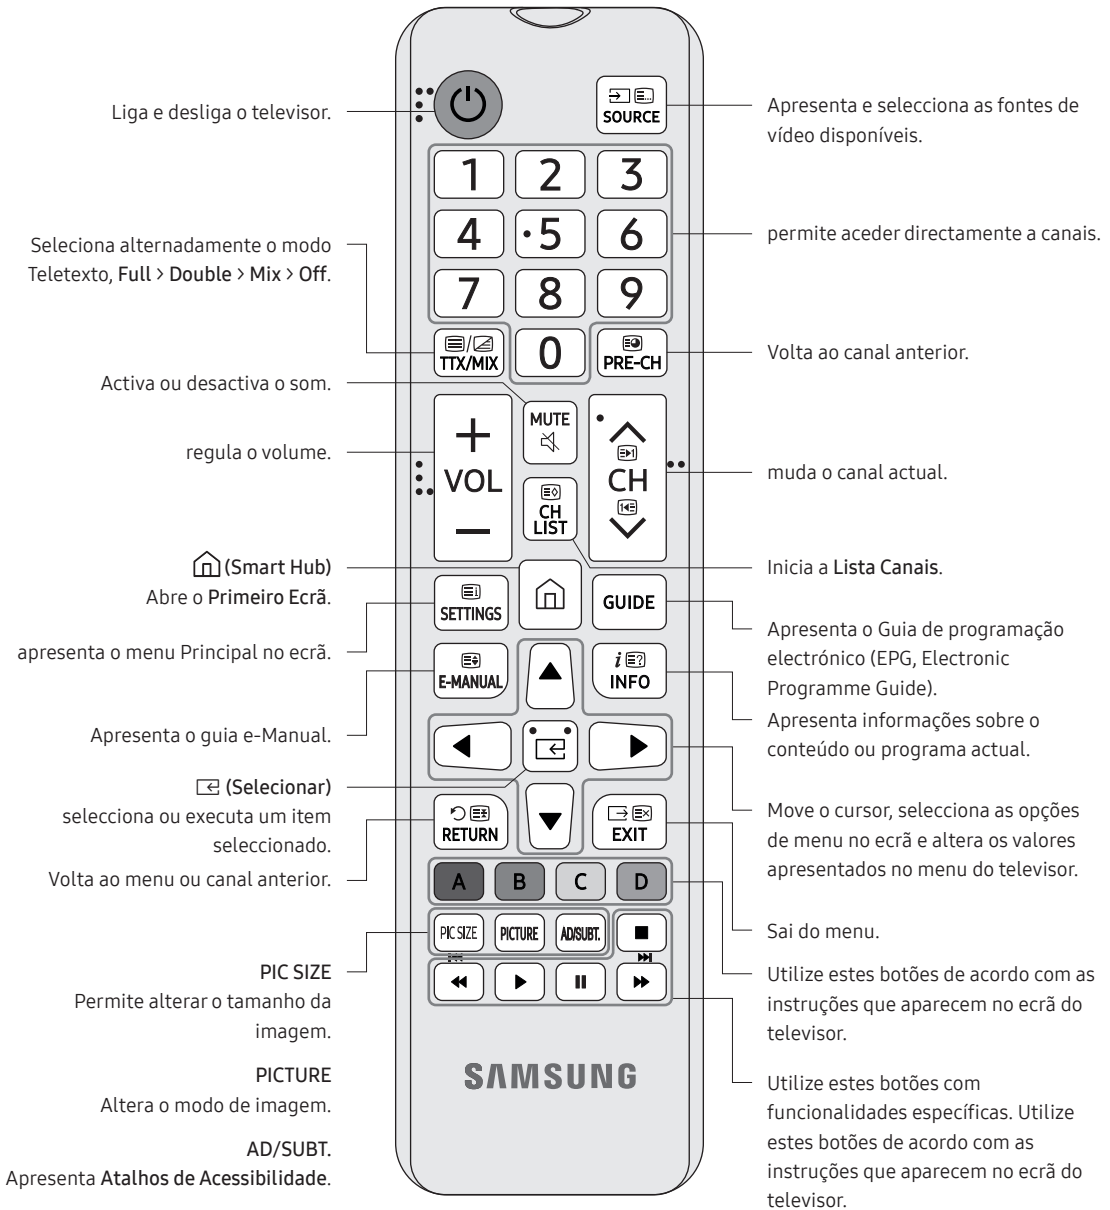 Liga e desliga o televisor.
SOURCE
Apresenta e selecciona as fontes de
vídeo disponíveis.
1
2
3
4
5
6
7
8
9
0
permite aceder directamente a canais.
Seleciona alternadamente o modo
Teletexto, Full > Double > Mix > Off.
TTX/MIX
PRE-CH
Volta ao canal anterior.
Activa ou desactiva o som.
MUTE
regula o volume.
VOL
CH
LIST
CH
muda o canal actual.
(Smart Hub)
Abre o Primeiro Ecrã.
Inicia a Lista Canais.
SETTINGS
GUIDE
apresenta o menu Principal no ecrã.
Apresenta o Guia de programação
electrónico (EPG, Electronic
Programme Guide).
E-MANUAL
i
INFO
Apresenta o guia e-Manual.
Apresenta informações sobre o
conteúdo ou programa actual.
(Selecionar)
selecciona ou executa um item
seleccionado.
RETURN
EXIT
Move o cursor, selecciona as opções
de menu no ecrã e altera os valores
apresentados no menu do televisor.
Volta ao menu ou canal anterior.
A
B
C
D
PIC SIZE
PICTURE
AD/SUBT.
Sai do menu.
PIC SIZE
Permite alterar o tamanho da
imagem.
Utilize estes botões de acordo com as
instruções que aparecem no ecrã do
televisor.
SAMSUNG
PICTURE
Altera o modo de imagem.
AD/SUBT.
Apresenta Atalhos de Acessibilidade.
Utilize estes botões com
funcionalidades específicas. Utilize
estes botões de acordo com as
instruções que aparecem no ecrã do
televisor.